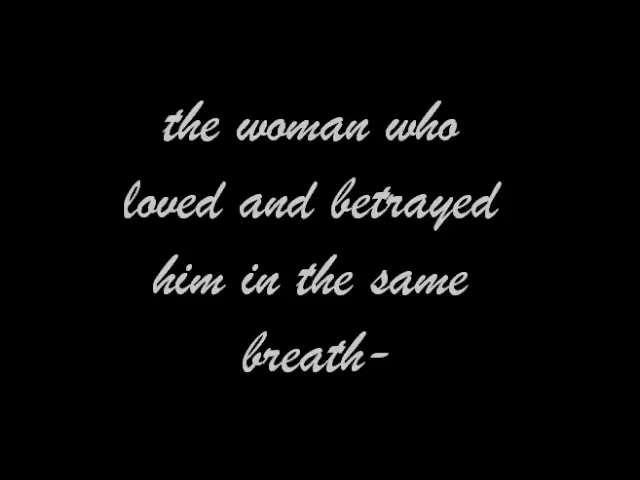 the woman who
loved and betrayed
him in the same
breath-